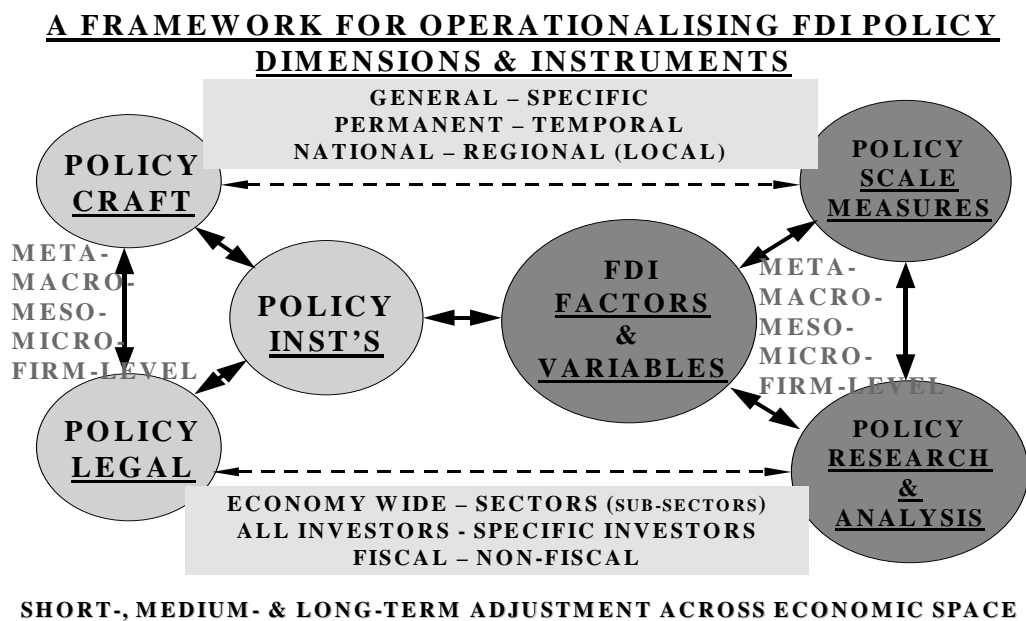 A FRAMEWORK FOR OPERATIONALISING FDI POLICY
DIMENSIONS & INSTRUMENTS
GENERAL – SPECIFIC
PERMANENT – TEMPORAL
NATIONAL – REGIONAL (LOCAL)
POLICY
CRAFT
POLICY
SCALE
MEASURES
META-
MACRO-
MESO-
MICRO-
FIRM-LEVEL
POLICY
INST’S
FDI
FACTORS
&
VARIABLES
META-
MACRO-
MESO-
MICRO-
FIRM-LEVEL
POLICY
LEGAL
POLICY
RESEARCH
&
ANALYSIS
ECONOMY WIDE – SECTORS (SUB-SECTORS)
ALL INVESTORS - SPECIFIC INVESTORS
FISCAL – NON-FISCAL
SHORT-, MEDIUM- & LONG-TERM ADJUSTMENT ACROSS ECONOMIC SPACE